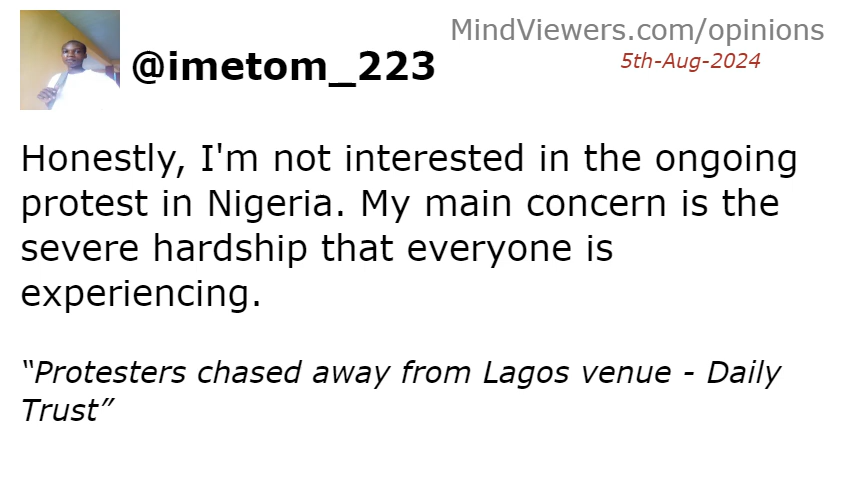 MindViewers.com/opinions
@imetom_223
5th-Aug-2024
Honestly, I'm not interested in the ongoing
protest in Nigeria. My main concern is the
severe hardship that everyone is
experiencing.
“Protesters chased away from Lagos venue - Daily
Trust”